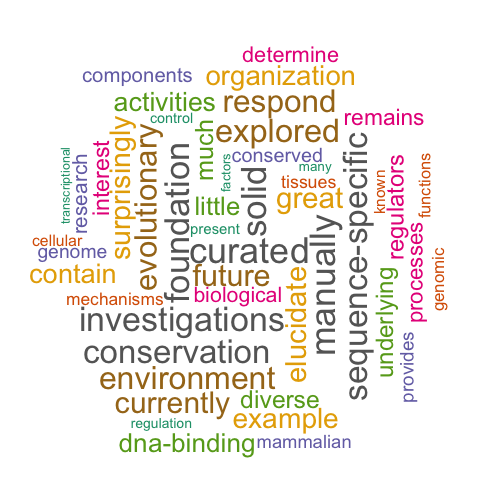 determine
components
organization
activities
respond
control
remains
explored
surprisingly
evolutionary
much
conserved
many
transcriptional
research
interest
foundation
factors
solid
tissues
great
sequence-specific
known
regulators
functions
little
present
cellular
genome
curated
manually
processes
genomic
contain
future
elucidate
underlying
mechanisms
biological
investigations
provides
conservation
environment
currently
diverse
example
regulation
dna-binding
mammalian